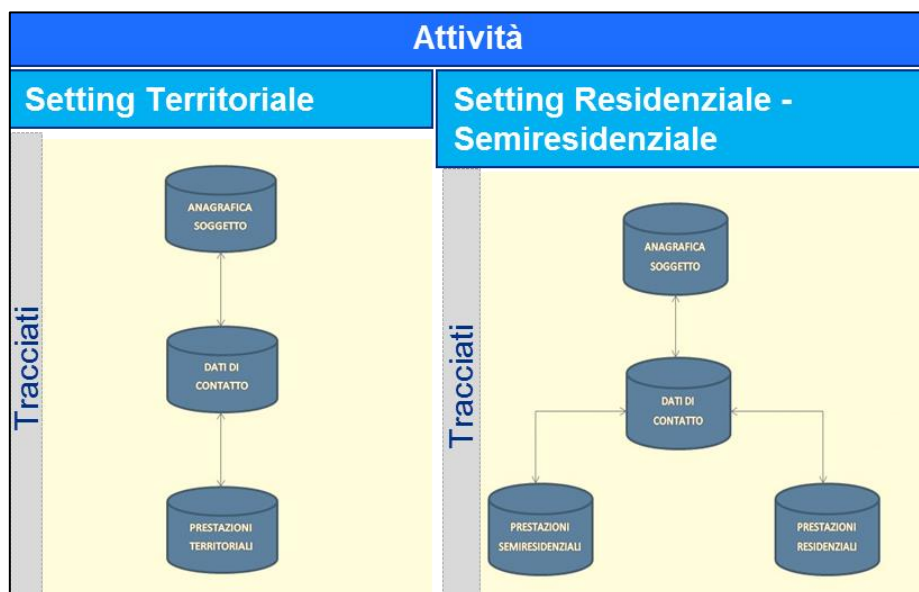 Attività
Setting Territoriale
Setting Residenziale -
Semiresidenziale
Tracciati
ANAGRAFICA
SOGGETTO
DATI DI
CONTATTO
PRESTAZIONI
TERRITORIALI
Tracciati
ANAGRAFICA
SOGGETTO
DATI DI
CONTATTO
PRESTAZIONI
SEMIRESIDENZIALI
PRESTAZIONI
RESIDENZIALI